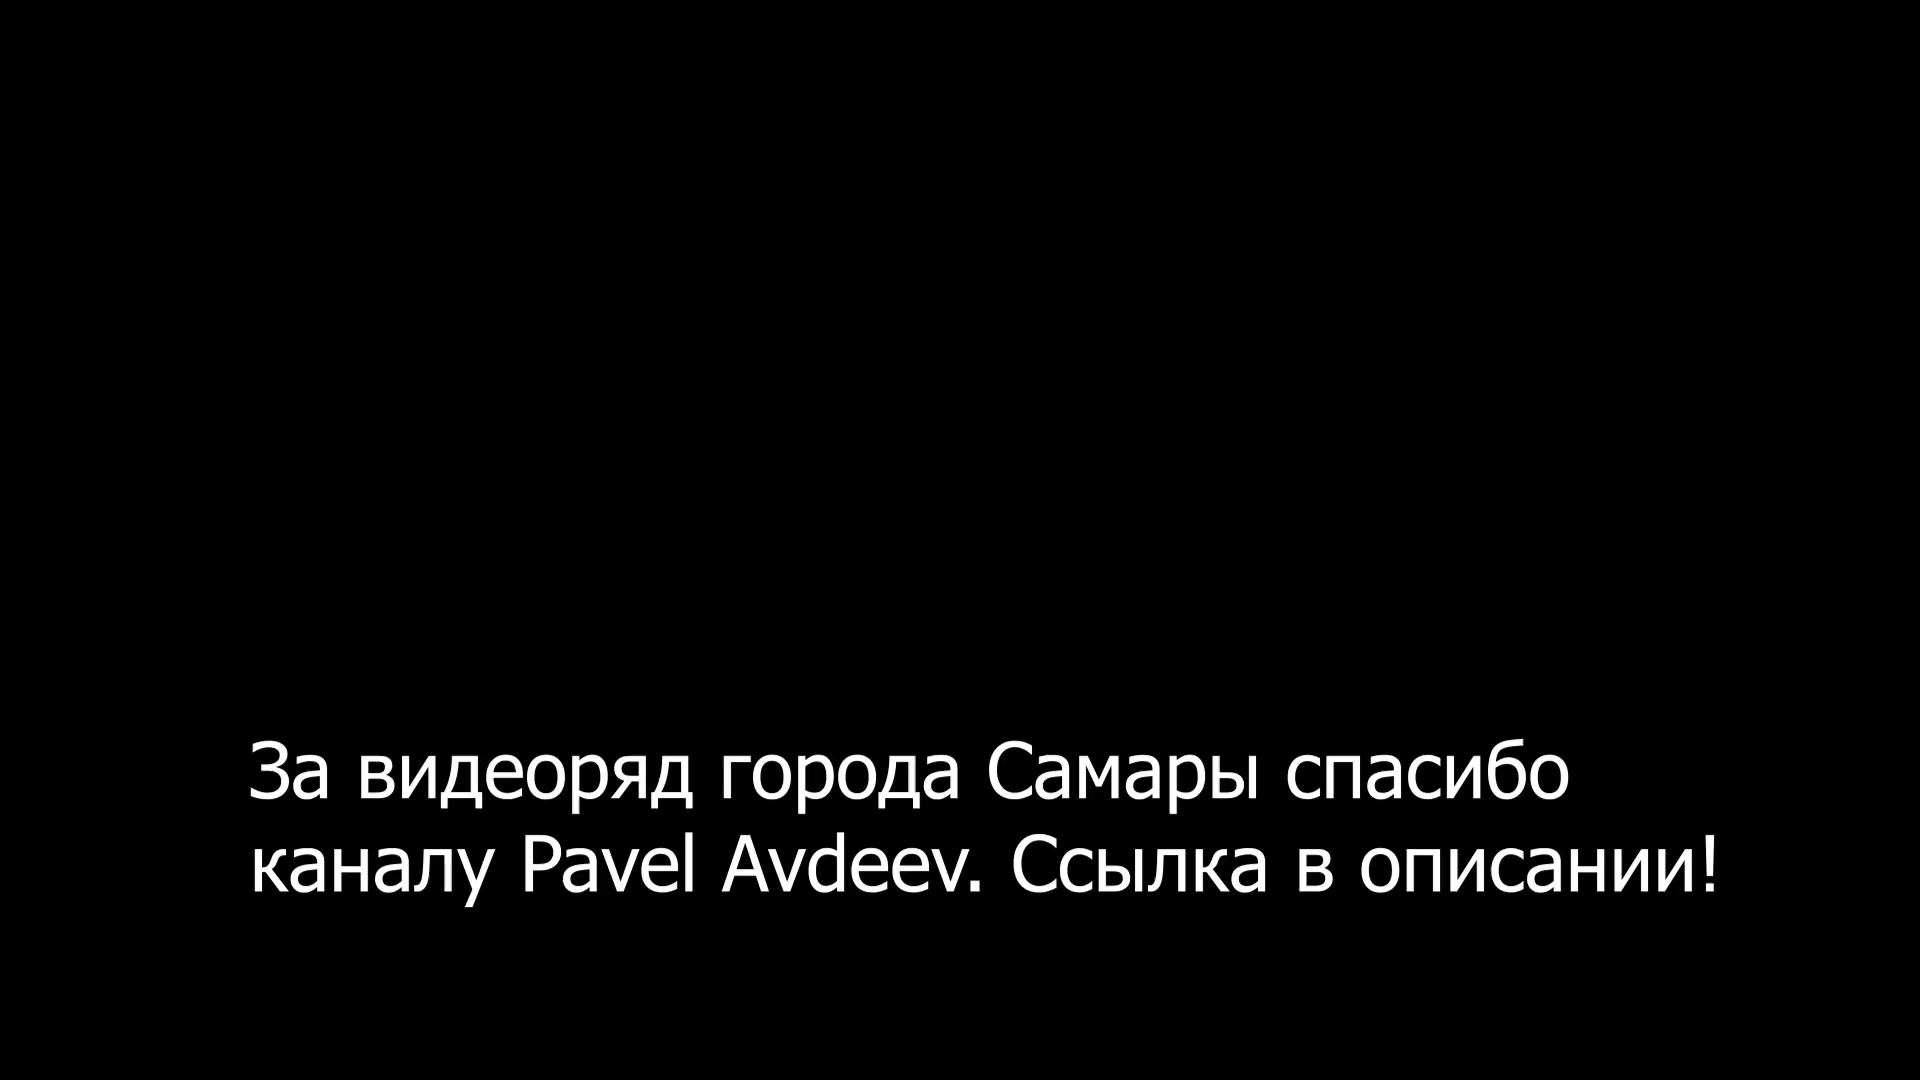 За видеоряд города Самары спасибо
каналу Pavel Avdeev. Ссылка в описании!